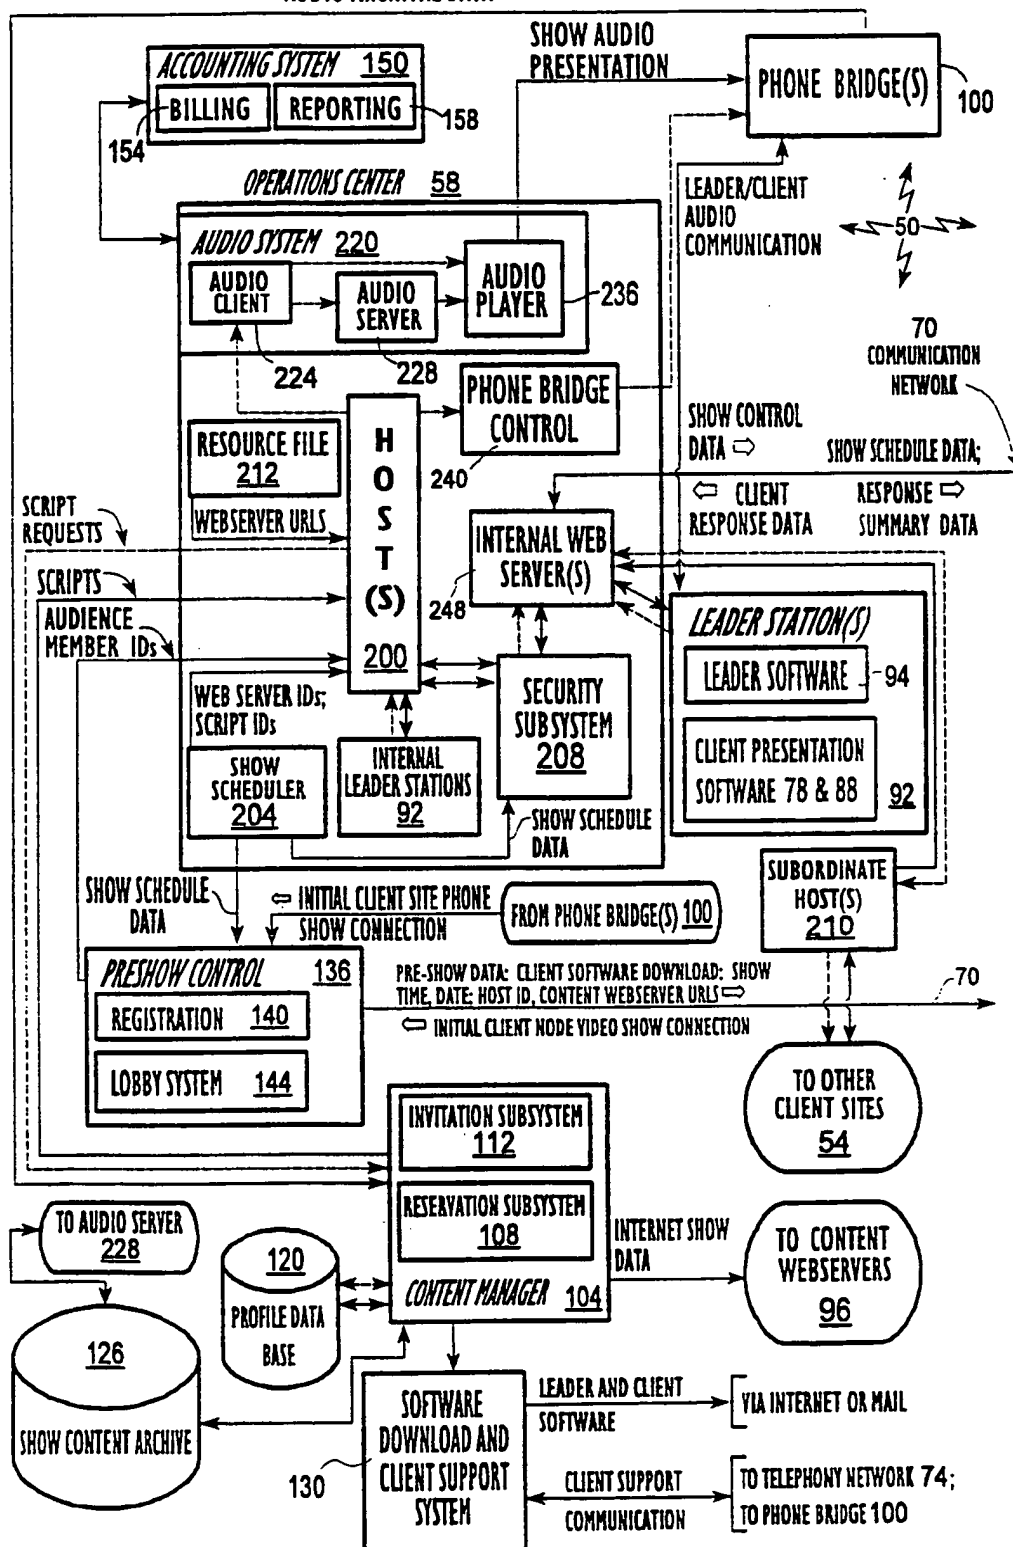 SHOW AUDIO
PRESENTATION
PHONE BRIDGE(S)
100
ACCOUNTING SYSTEM 150
BILLING
REPORTING
154
158
OPERATIONS CENTER 58
LEADER/CLIENT
AUDIO
COMMUNICATION
50
AUDIO SYSTEM 220
AUDIO
CLIENT
AUDIO
SERVER
AUDIO
PLAYER
236
224
228
70
COMMUNICATION
NETWORK
HOST(S)
200
PHONE BRIDGE
CONTROL
240
RESOURCE FILE
212
WEBSERVER URLS
SHOW CONTROL
DATA ⇨
SHOW SCHEDULE DATA;
⇦ CLIENT
RESPONSE DATA
RESPONSE ⇨
SUMMARY DATA
SCRIPT
REQUESTS
SCRIPTS
AUDIENCE
MEMBER IDs
INTERNAL WEB
SERVER(S)
248
LEADER STATION(S)
LEADER SOFTWARE
94
CLIENT PRESENTATION
SOFTWARE 78 & 88
92
WEB SERVER IDs;
SCRIPT IDs
SECURITY
SUBSYSTEM
208
SHOW
SCHEDULER
204
INTERNAL
LEADER STATIONS
92
SHOW SCHEDULE
DATA
SHOW SCHEDULE
DATA
⇦ INITIAL CLIENT SITE PHONE
SHOW CONNECTION
FROM PHONE BRIDGE(S) 100
SUBORDINATE
HOST(S)
210
PRESHOW CONTROL 136
REGISTRATION 140
LOBBY SYSTEM 144
PRE-SHOW DATA: CLIENT SOFTWARE DOWNLOAD: SHOW
TIME, DATE; HOST ID, CONTENT WEBSERVER URLS ⇨
70
⇦ INITIAL CLIENT NODE VIDEO SHOW CONNECTION
TO OTHER
CLIENT SITES
54
INVITATION SUBSYSTEM
112
RESERVATION SUBSYSTEM
108
CONTENT MANAGER 104
INTERNET SHOW
DATA
TO CONTENT
WEBSERVERS
96
TO AUDIO SERVER
228
120
PROFILE DATA
BASE
126
SHOW CONTENT ARCHIVE
SOFTWARE
DOWNLOAD AND
CLIENT SUPPORT
SYSTEM
130
LEADER AND CLIENT
SOFTWARE
VIA INTERNET OR MAIL
CLIENT SUPPORT
COMMUNICATION
TO TELEPHONY NETWORK 74;
TO PHONE BRIDGE 100